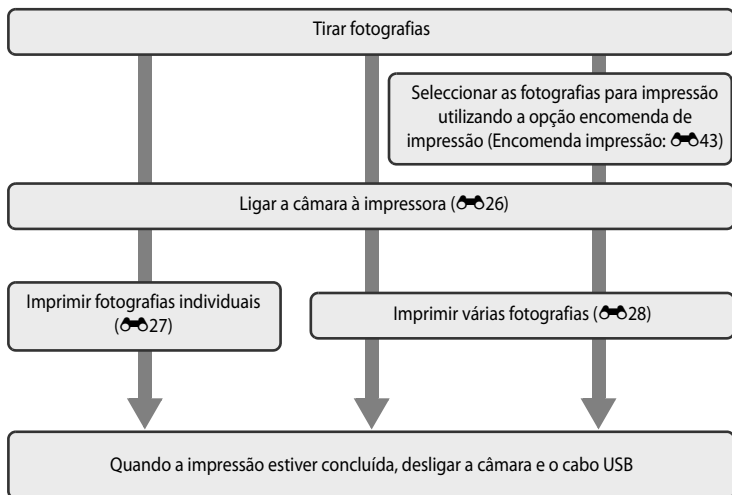 Tirar fotografias
Seleccionar as fotografias para impressão
utilizando a opção encomenda de
impressão (Encomenda impressão: 43)
Ligar a câmara à impressora (26)
Imprimir fotografias individuais
(27)
Imprimir várias fotografias (28)
Quando a impressão estiver concluída, desligar a câmara e o cabo USB